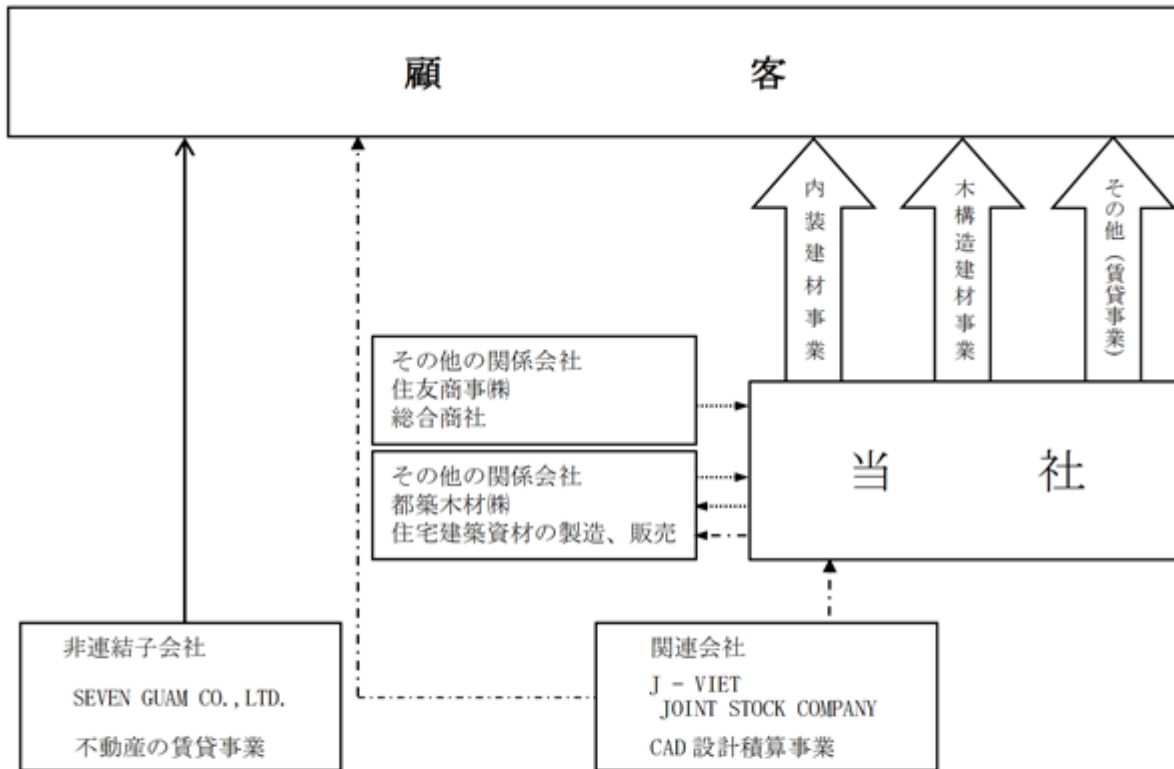 顧 客
内装建材事業
木構造建材事業
その他(賃貸事業)
その他の関係会社
住友商事㈱
総合商社
その他の関係会社
都築木材㈱
住宅建築資材の製造、販売
当 社
非連結子会社
SEVEN GUAM CO.,LTD.
不動産の賃貸事業
関連会社
J - VIET
JOINT STOCK COMPANY
CAD 設計積算事業